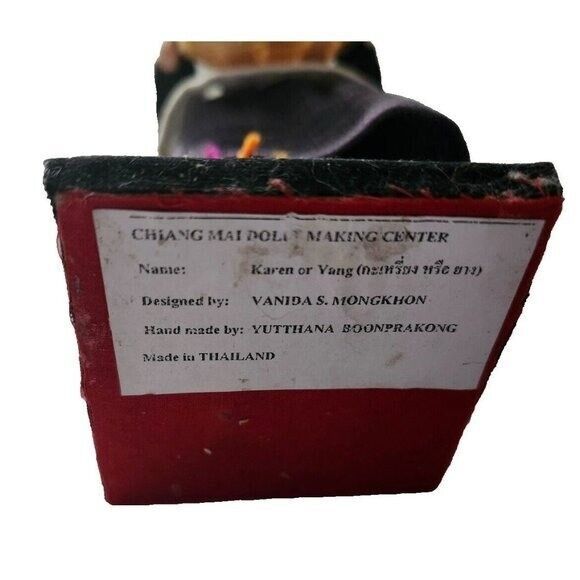 CHIANG MAI DOLL MAKING CENTER
Name: Karen or Yang (กะเหรี่ยง หรือ ยาง)
Designed by: VANIDA S. MONGKHON
Hand made by: YUTTHANA BOONPRAKONG
Made in THAILAND